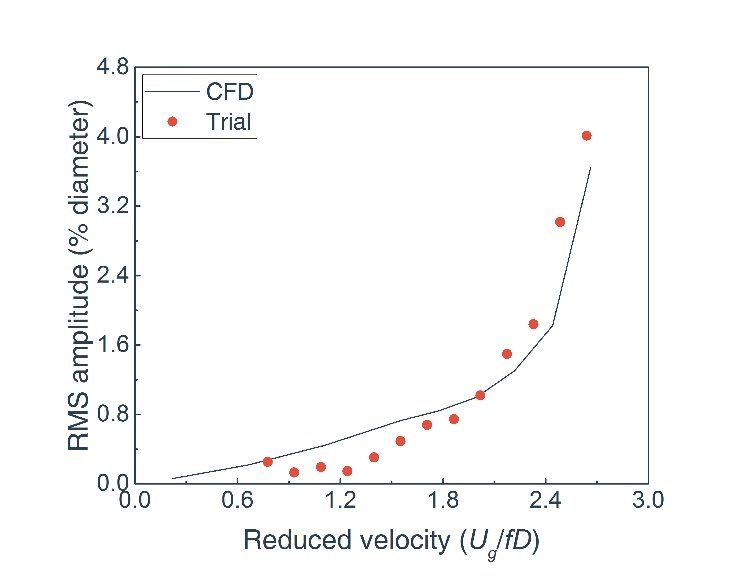 4.8
4.0
3.2
2.4
1.6
0.8
0.0
RMS amplitude (% diameter)
CFD
Trial
0.0 0.6 1.2 1.8 2.4 3.0
Reduced velocity (Ug/fD)